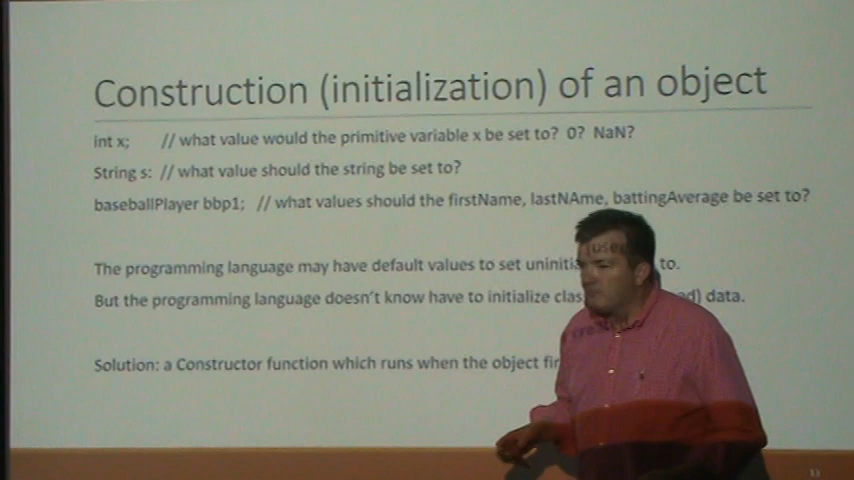 Construction (initialization) of an object
int x; // what value would the primitive variable x be set to? 0? NaN?
String s: // what value should the string be set to?
baseballPlayer bbp1; // what values should the firstName, lastNAme, battingAverage be set to?
The programming language may have default values to set to.
But the programming language doesn't know have to initialize data.
Solution: a Constructor function which runs when the object
13